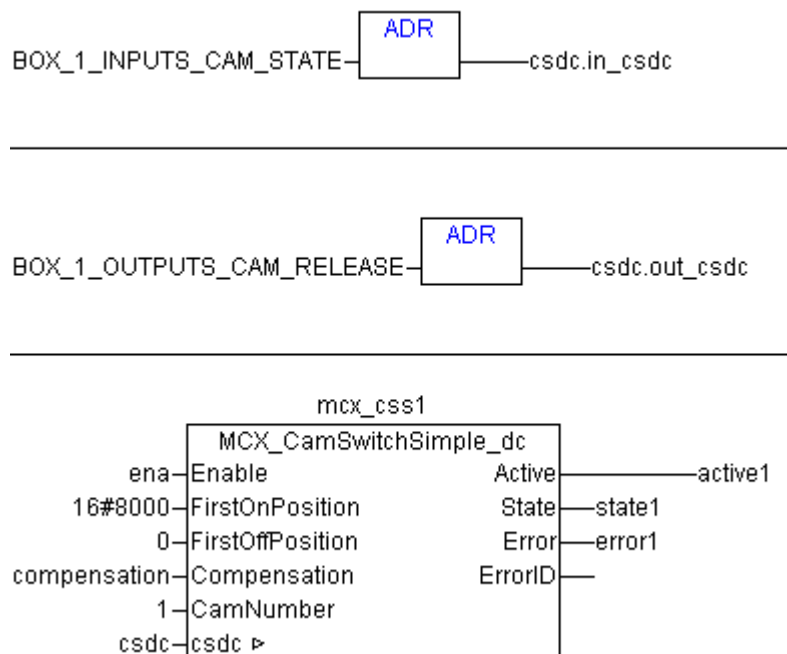 ADR
BOX_1_INPUTS_CAM_STATE csdc.in_csdc
ADR
BOX_1_OUTPUTS_CAM_RELEASE csdc.out_csdc
mcx_css1
MCX_CamSwitchSimple_dc
ena Enable Active active1
16#8000 FirstOnPosition State state1
0 FirstOffPosition Error error1
compensation Compensation ErrorID
1 CamNumber
csdc csdc ▷